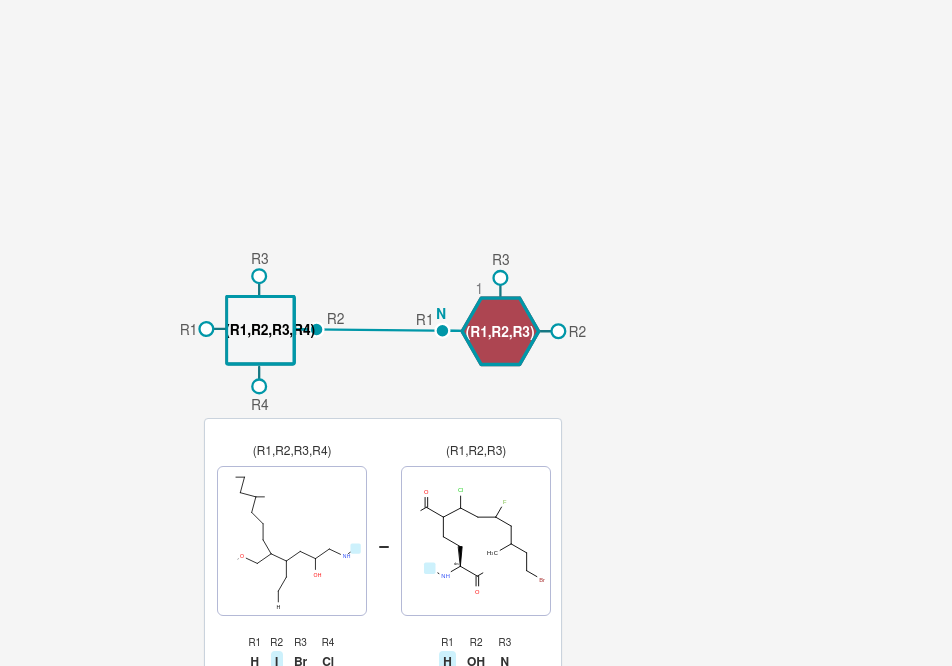 R3
R3
1
R1
(R1,R2,R3,R4)
R2
R1
N
(R1,R2,R3)
R2
R4
(R1,R2,R3,R4)
(R1,R2,R3)
Cl
O
F
O
NH
OH
H₃C
NH
O
Br
H
R1 R2 R3 R4
R1 R2 R3
H I Br Cl
H OH N